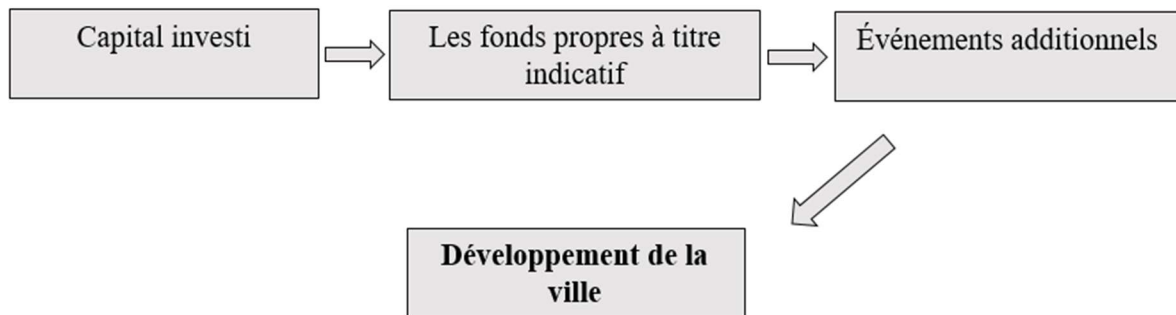 Capital investi
Les fonds propres à titre
indicatif
Événements additionnels
Développement de la
ville